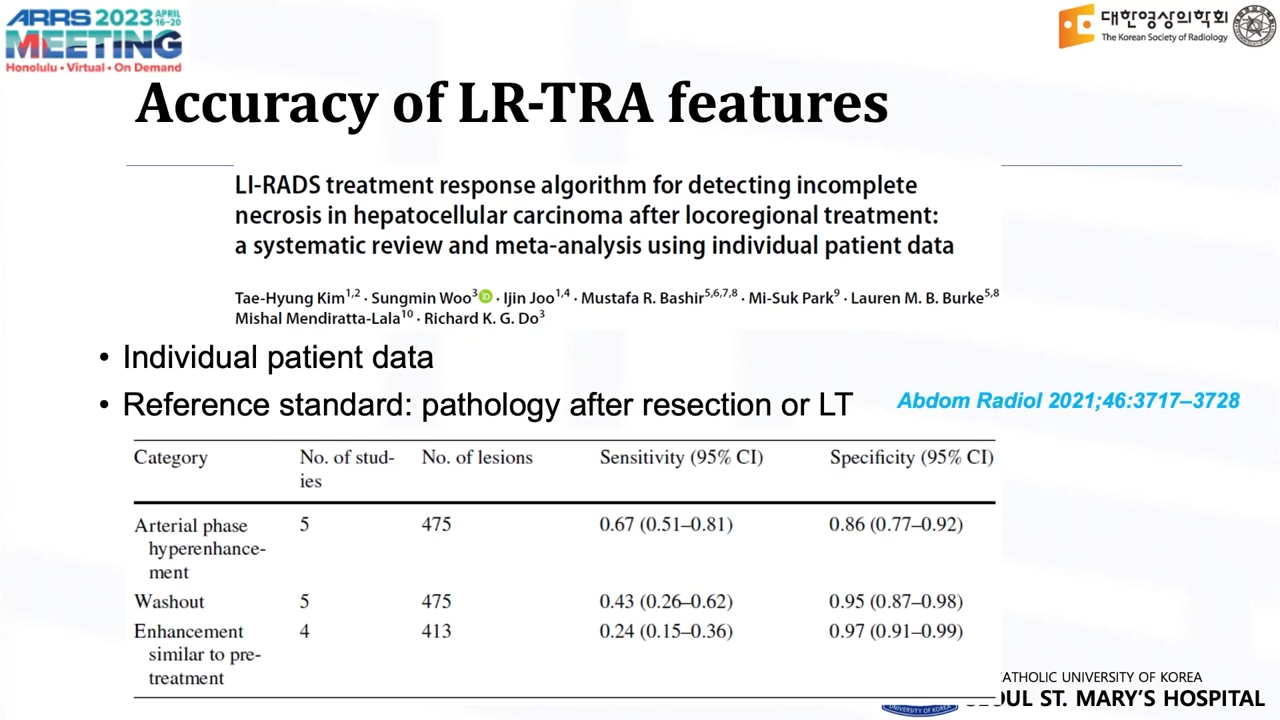 ARRS 2023 APRIL 16–20
MEETING
Honolulu • Virtual • On Demand
대한영상의학회
The Korean Society of Radiology
Accuracy of LR-TRA features
LI-RADS treatment response algorithm for detecting incomplete
necrosis in hepatocellular carcinoma after locoregional treatment:
a systematic review and meta-analysis using individual patient data
Tae-Hyung Kim1,2 · Sungmin Woo3 · Ijin Joo1,4 · Mustafa R. Bashir5,6,7,8 · Mi-Suk Park9 · Lauren M. B. Burke5,8
Mishal Mendiratta-Lala10 · Richard K. G. Do3
• Individual patient data
• Reference standard: pathology after resection or LT
Abdom Radiol 2021;46:3717–3728
Category No. of stud-ies No. of lesions Sensitivity (95% CI) Specificity (95% CI)
Arterial phase hyperenhance-ment 5 475 0.67 (0.51–0.81) 0.86 (0.77–0.92)
Washout 5 475 0.43 (0.26–0.62) 0.95 (0.87–0.98)
Enhancement similar to pre-treatment 4 413 0.24 (0.15–0.36) 0.97 (0.91–0.99)
CATHOLIC UNIVERSITY OF KOREA
SEOUL ST. MARY'S HOSPITAL